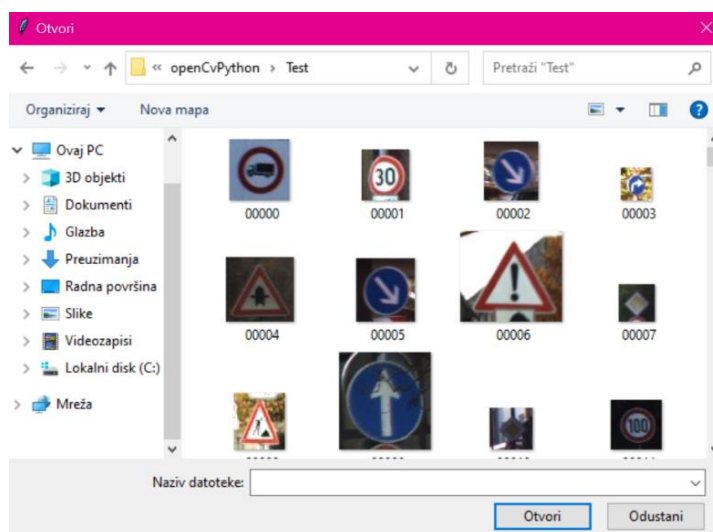 Otvori
« openCvPython > Test
Pretraži "Test"
Organiziraj
Nova mapa
Ovaj PC
3D objekti
Dokumenti
Glazba
Preuzimanja
Radna površina
Slike
Videozapisi
Lokalni disk (C:)
Mreža
30
00000
00001
00002
00003
00004
00005
00006
00007
100
Naziv datoteke:
Otvori
Odustani